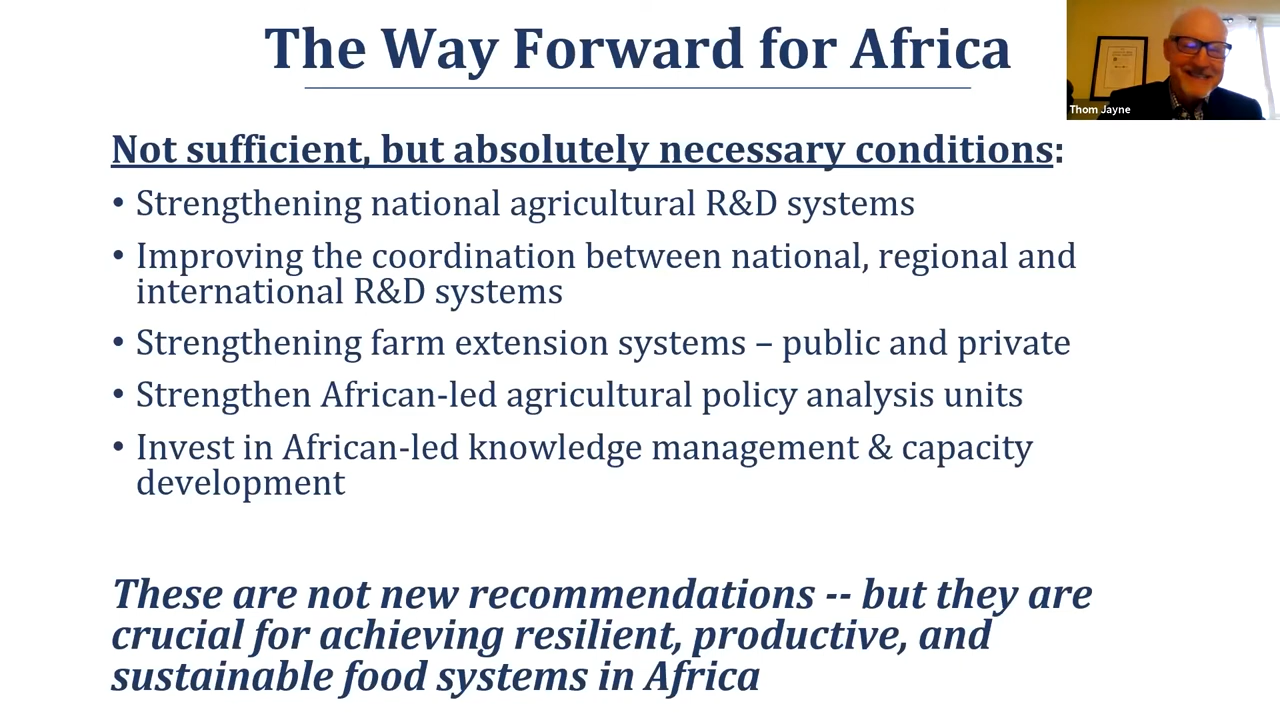 The Way Forward for Africa
Thom Jayne
Not sufficient, but absolutely necessary conditions:
• Strengthening national agricultural R&D systems
• Improving the coordination between national, regional and
international R&D systems
• Strengthening farm extension systems – public and private
• Strengthen African-led agricultural policy analysis units
• Invest in African-led knowledge management & capacity
development
These are not new recommendations -- but they are
crucial for achieving resilient, productive, and
sustainable food systems in Africa